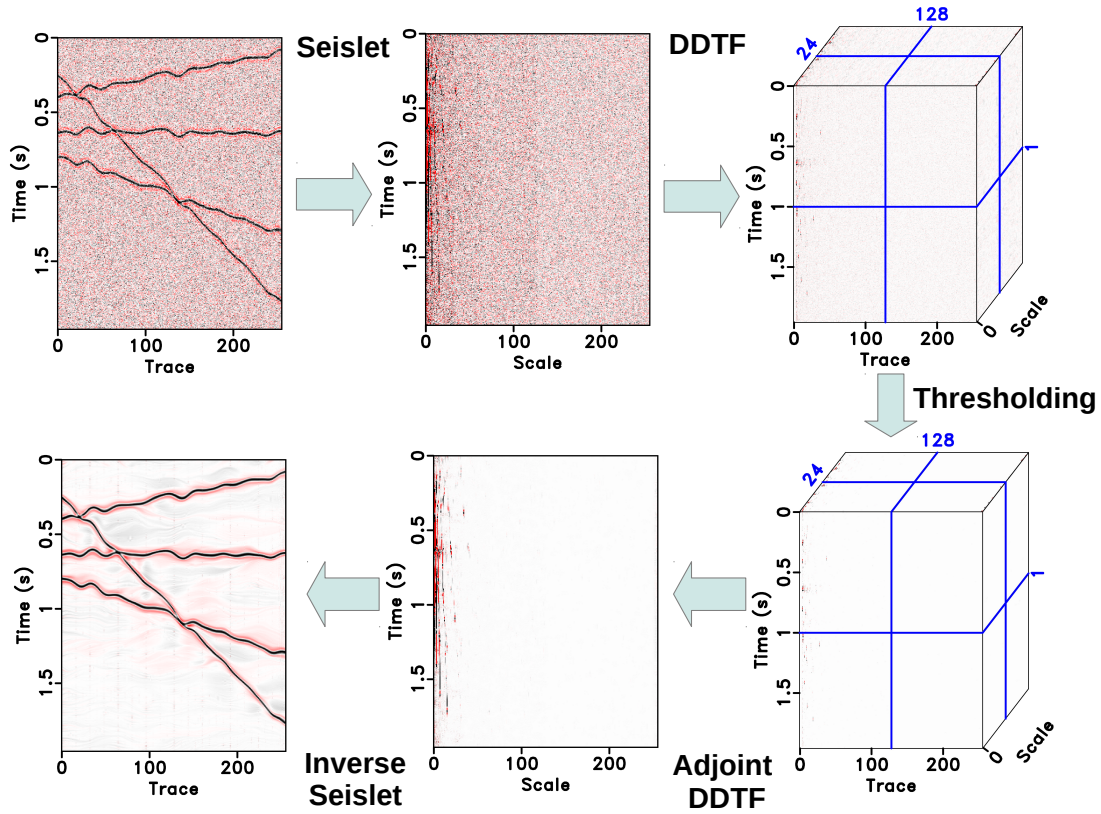 Seislet
DDTF
0
0.5
1
1.5
Time (s)
0 100 200
Trace
0
0.5
1
1.5
Time (s)
0 100 200
Scale
128
24
0
0.5
1
1.5
Time (s)
1
0 100 200
Trace
0
Scale
Thresholding
0
0.5
1
1.5
Time (s)
0 100 200
Trace
Inverse
Seislet
0
0.5
1
1.5
Time (s)
0 100 200
Scale
Adjoint
DDTF
128
24
0
0.5
1
1.5
Time (s)
1
0 100 200
Trace
0
Scale